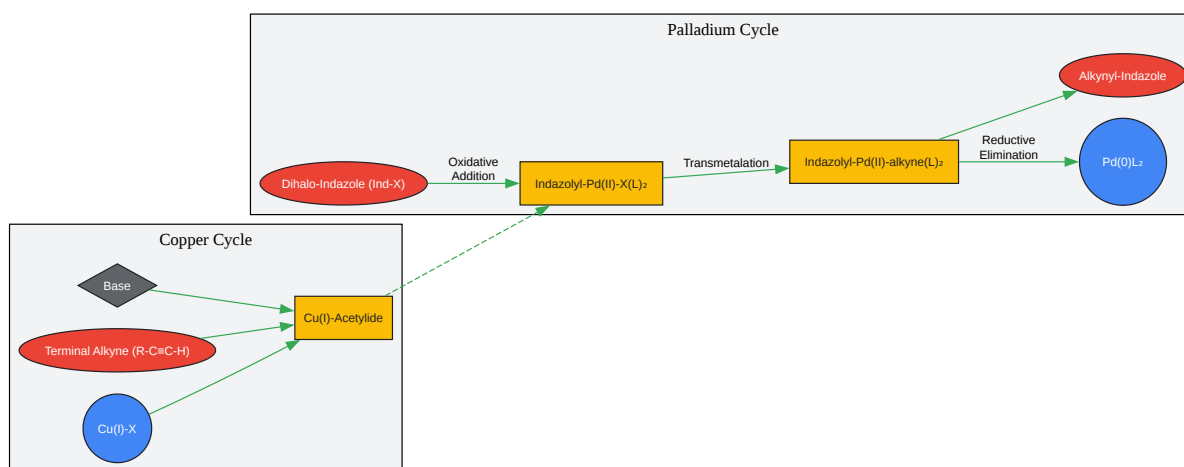 Palladium Cycle
Alkynyl-Indazole
Reductive
Elimination
Pd(0)L₂
Oxidative
Addition
Transmetalation
Indazolyl-Pd(II)-alkyne(L)₂
Dihalo-Indazole (Ind-X)
Indazolyl-Pd(II)-X(L)₂
Copper Cycle
Base
Cu(I)-Acetylide
Terminal Alkyne (R-C≡C-H)
Cu(I)-X